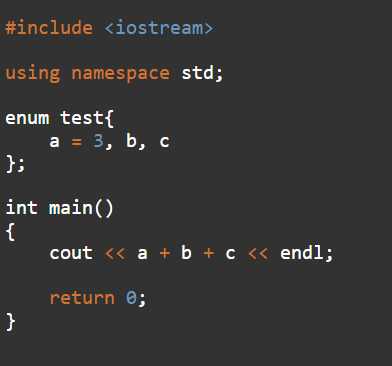 #include <iostream>
using namespace std;
enum test{
    a = 3, b, c
};
int main()
{
    cout << a + b + c << endl;
    return 0;
}